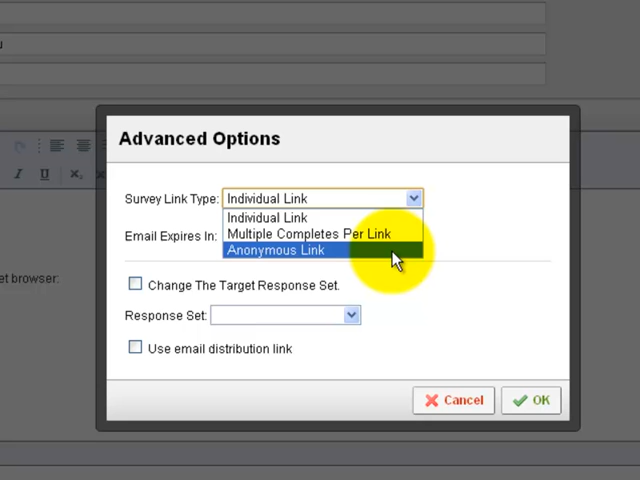 u
Advanced Options
I U X₂
Survey Link Type: Individual Link
Individual Link
Multiple Completes Per Link
Email Expires In:
Anonymous Link
et browser:
Change The Target Response Set.
Response Set:
Use email distribution link
Cancel OK